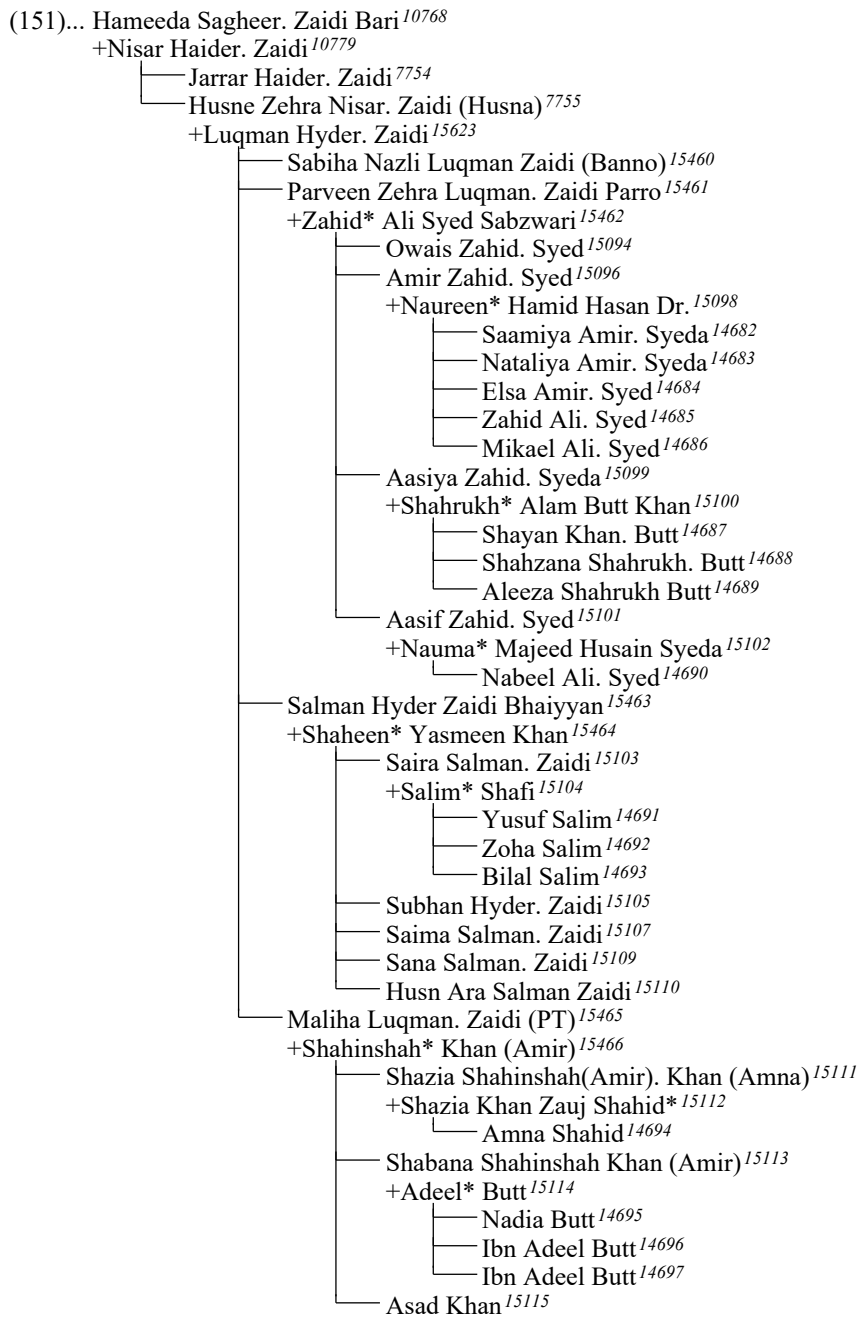 (151)... Hameeda Sagheer. Zaidi Bari 10768
+Nisar Haider. Zaidi 10779
Jarrar Haider. Zaidi 7754
Husne Zehra Nisar. Zaidi (Husna) 7755
+Luqman Hyder. Zaidi 15623
Sabiha Nazli Luqman Zaidi (Banno) 15460
Parveen Zehra Luqman. Zaidi Parro 15461
+Zahid* Ali Syed Sabzwari 15462
Owais Zahid. Syed 15094
Amir Zahid. Syed 15096
+Naureen* Hamid Hasan Dr. 15098
Saamiya Amir. Syeda 14682
Nataliya Amir. Syeda 14683
Elsa Amir. Syed 14684
Zahid Ali. Syed 14685
Mikael Ali. Syed 14686
Aasiya Zahid. Syeda 15099
+Shahrukh* Alam Butt Khan 15100
Shayan Khan. Butt 14687
Shahzana Shahrukh. Butt 14688
Aleeza Shahrukh Butt 14689
Aasif Zahid. Syed 15101
+Nauma* Majeed Husain Syeda 15102
Nabeel Ali. Syed 14690
Salman Hyder Zaidi Bhaiyyan 15463
+Shaheen* Yasmeen Khan 15464
Saira Salman. Zaidi 15103
+Salim* Shafi 15104
Yusuf Salim 14691
Zoha Salim 14692
Bilal Salim 14693
Subhan Hyder. Zaidi 15105
Saima Salman. Zaidi 15107
Sana Salman. Zaidi 15109
Husn Ara Salman Zaidi 15110
Maliha Luqman. Zaidi (PT) 15465
+Shahinshah* Khan (Amir) 15466
Shazia Shahinshah(Amir). Khan (Amna) 15111
+Shazia Khan Zauj Shahid* 15112
Amna Shahid 14694
Shabana Shahinshah Khan (Amir) 15113
+Adeel* Butt 15114
Nadia Butt 14695
Ibn Adeel Butt 14696
Ibn Adeel Butt 14697
Asad Khan 15115